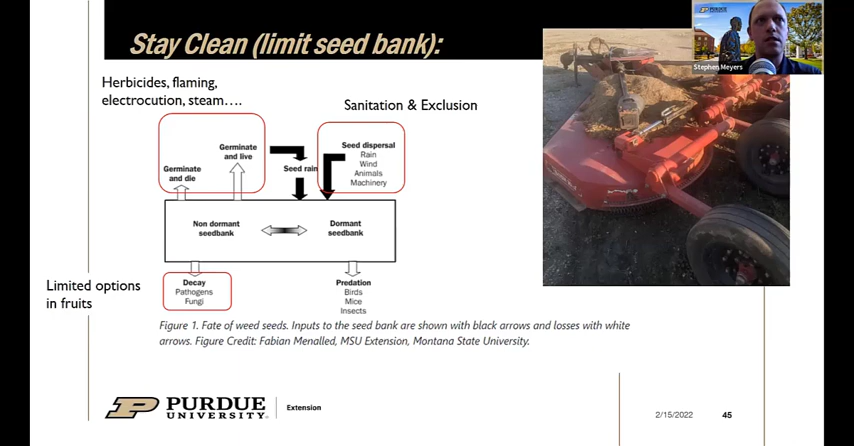 Stay Clean (limit seed bank):
PURDUE
UNIVERSITY
Stephen Meyers
Herbicides, flaming,
electrocution, steam….
Sanitation & Exclusion
Germinate
and live
Germinate
and die
Seed rain
Seed dispersal
Rain
Wind
Animals
Machinery
Non dormant
seedbank
Dormant
seedbank
Limited options
in fruits
Decay
Pathogens
Fungi
Predation
Birds
Mice
Insects
Figure 1. Fate of weed seeds. Inputs to the seed bank are shown with black arrows and losses with white
arrows. Figure Credit: Fabian Menalled, MSU Extension, Montana State University.
PURDUE
UNIVERSITY
Extension
2/15/2022
45